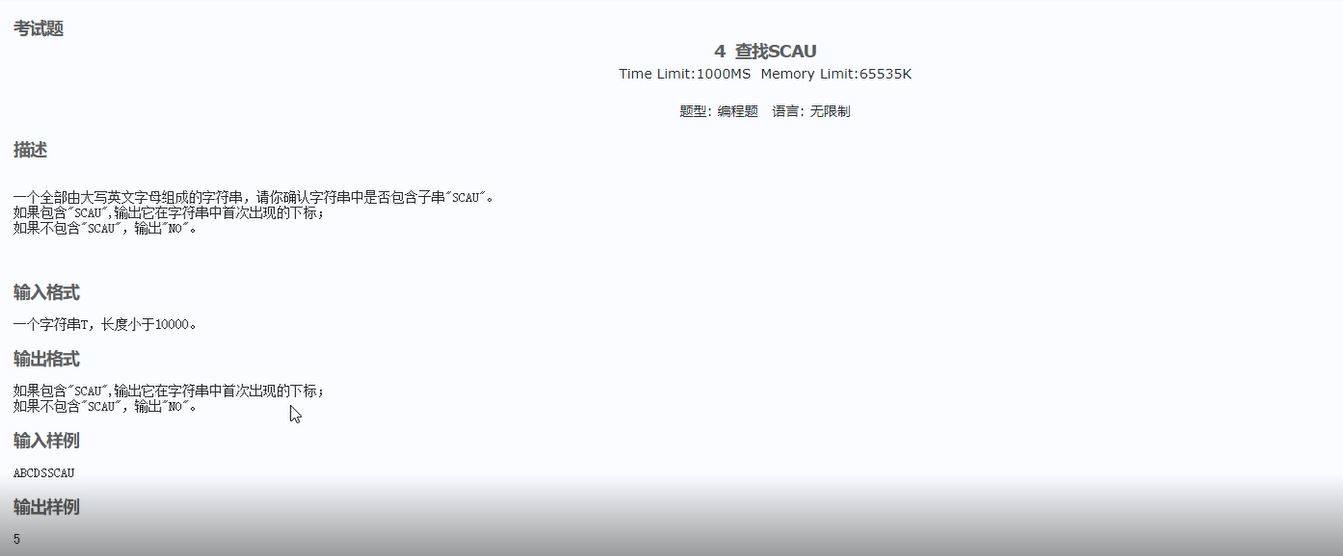 考试题
4 查找SCAU
Time Limit:1000MS Memory Limit:65535K
题型: 编程题 语言: 无限制
描述
一个全部由大写英文字母组成的字符串，请你确认字符串中是否包含子串"SCAU"。
如果包含"SCAU",输出它在字符串中首次出现的下标；
如果不包含"SCAU"，输出"NO"。
输入格式
一个字符串T，长度小于10000。
输出格式
如果包含"SCAU",输出它在字符串中首次出现的下标；
如果不包含"SCAU"，输出"NO"。
输入样例
ABCDSSCAU
输出样例
5